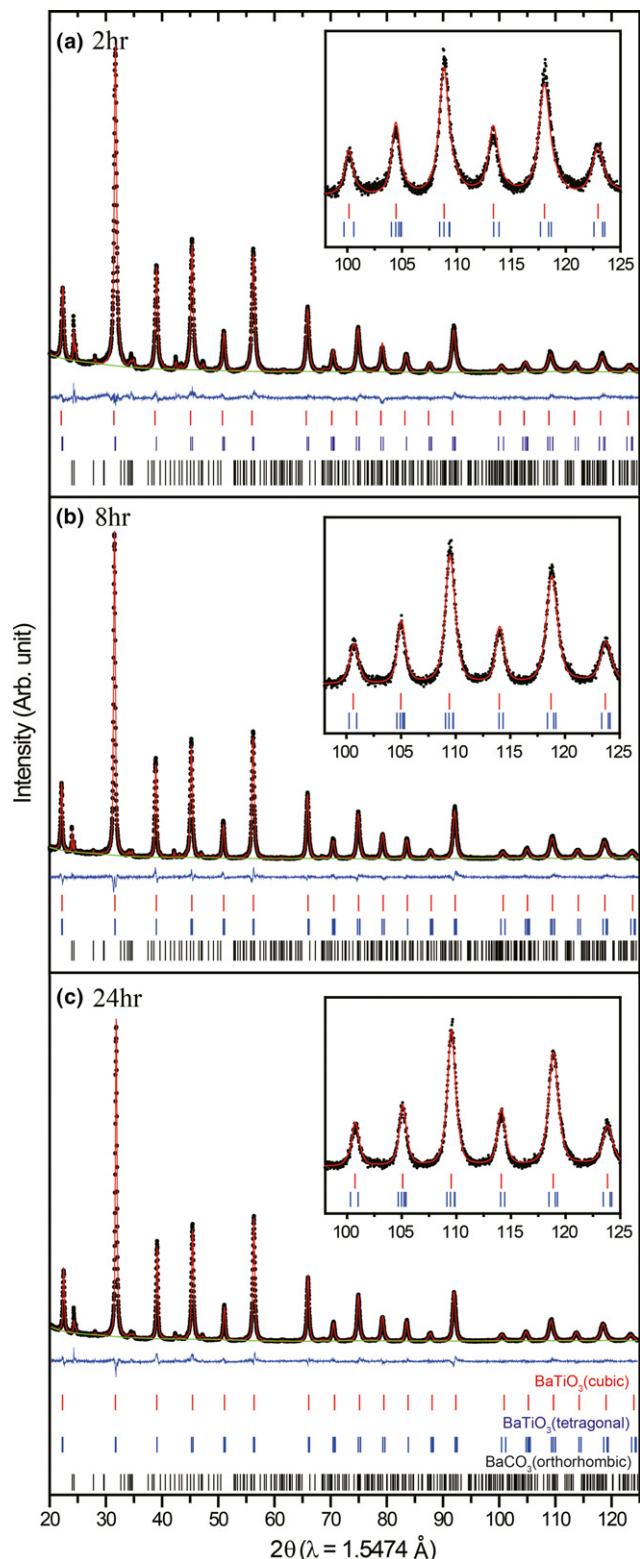 (a) 2hr
100 105 110 115 120 125
(b) 8hr
100 105 110 115 120 125
Intensity (Arb. unit)
(c) 24hr
100 105 110 115 120 125
BaTiO3(cubic)
BaTiO3(tetragonal)
BaCO3(orthorhombic)
20 30 40 50 60 70 80 90 100 110 120
2θ (λ = 1.5474 Å)